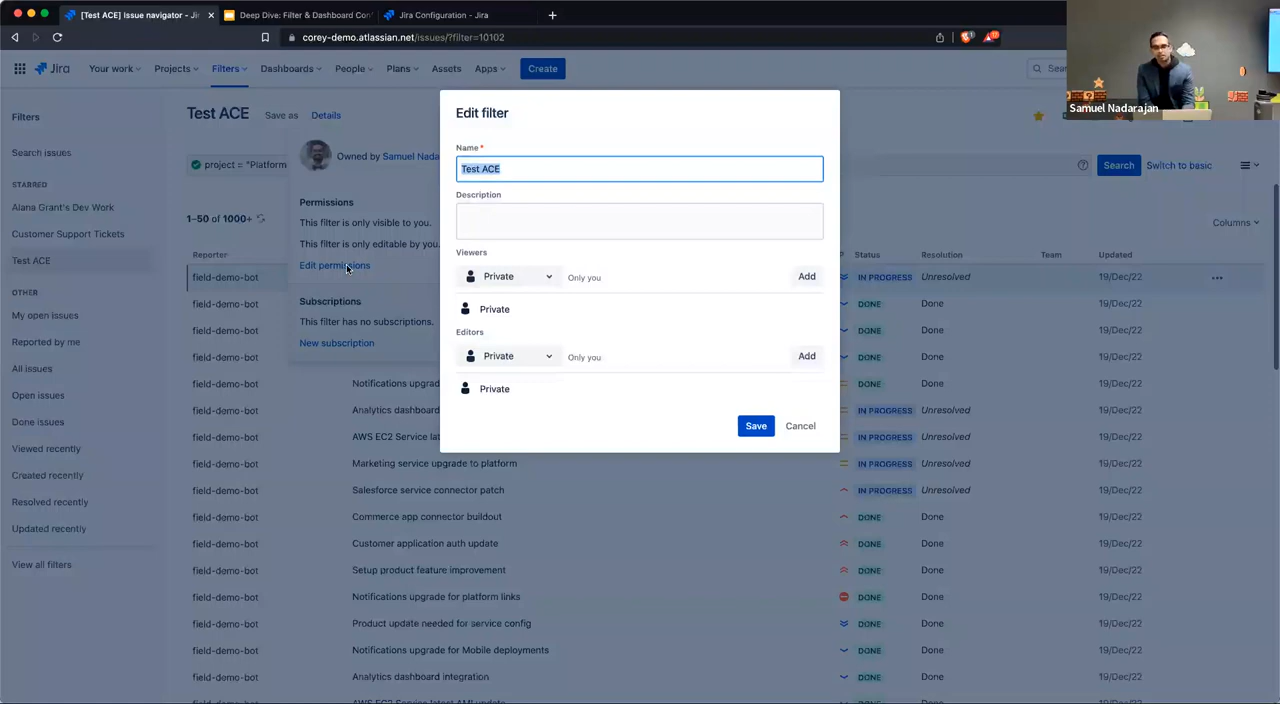 [Test ACE] Issue navigator - Ji
Deep Dive: Filter & Dashboard Con
Jira Configuration - Jira
corey-demo.atlassian.net/issues/?filter=10102
Samuel Nadarajan
Jira
Your work
Projects
Filters
Dashboards
People
Plans
Assets
Apps
Create
Filters
Search issues
STARRED
Alana Grant's Dev Work
Customer Support Tickets
Test ACE
OTHER
My open issues
Reported by me
All issues
Open issues
Done issues
Viewed recently
Created recently
Resolved recently
Updated recently
View all filters
Test ACE
Save as
Details
project = "Platform
Owned by Samuel Nada
Permissions
This filter is only visible to you.
This filter is only editable by you.
Edit permissions
Subscriptions
This filter has no subscriptions.
New subscription
Search
Switch to basic
1-50 of 1000+
Columns
Edit filter
Name*
Test ACE
Description
Viewers
Private
Only you
Add
Private
Editors
Private
Only you
Add
Private
Save
Cancel
Reporter
P
Status
Resolution
Team
Updated
field-demo-bot
IN PROGRESS
Unresolved
19/Dec/22
field-demo-bot
DONE
Done
19/Dec/22
field-demo-bot
DONE
Done
19/Dec/22
field-demo-bot
DONE
Done
19/Dec/22
field-demo-bot
Notifications upgrad
DONE
Done
19/Dec/22
field-demo-bot
Analytics dashboard
IN PROGRESS
Unresolved
19/Dec/22
field-demo-bot
AWS EC2 Service lat
IN PROGRESS
Unresolved
19/Dec/22
field-demo-bot
Marketing service upgrade to platform
IN PROGRESS
Unresolved
19/Dec/22
field-demo-bot
Salesforce service connector patch
IN PROGRESS
Unresolved
19/Dec/22
field-demo-bot
Commerce app connector buildout
DONE
Done
19/Dec/22
field-demo-bot
Customer application auth update
DONE
Done
19/Dec/22
field-demo-bot
Setup product feature improvement
DONE
Done
19/Dec/22
field-demo-bot
Notifications upgrade for platform links
DONE
Done
19/Dec/22
field-demo-bot
Product update needed for service config
DONE
Done
19/Dec/22
field-demo-bot
Notifications upgrade for Mobile deployments
DONE
Done
19/Dec/22
field-demo-bot
Analytics dashboard integration
DONE
Done
19/Dec/22
field-demo-bot
AWS EC2 Service latest AMI update
DONE
Done
19/Dec/22